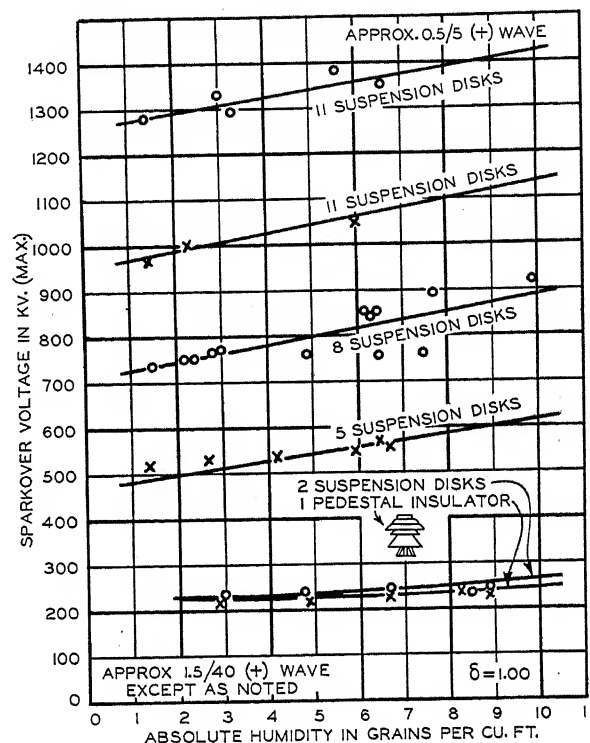 APPROX. 0.5/5 (+) WAVE
1400
1300
1200
1100
1000
900
800
700
600
500
400
300
200
100
0
SPARKOVER VOLTAGE IN KV. (MAX.)
11 SUSPENSION DISKS
11 SUSPENSION DISKS
8 SUSPENSION DISKS
5 SUSPENSION DISKS
2 SUSPENSION DISKS
1 PEDESTAL INSULATOR
APPROX 1.5/40 (+) WAVE
EXCEPT AS NOTED
δ=1.00
0 1 2 3 4 5 6 7 8 9 10 11
ABSOLUTE HUMIDITY IN GRAINS PER CU. FT.